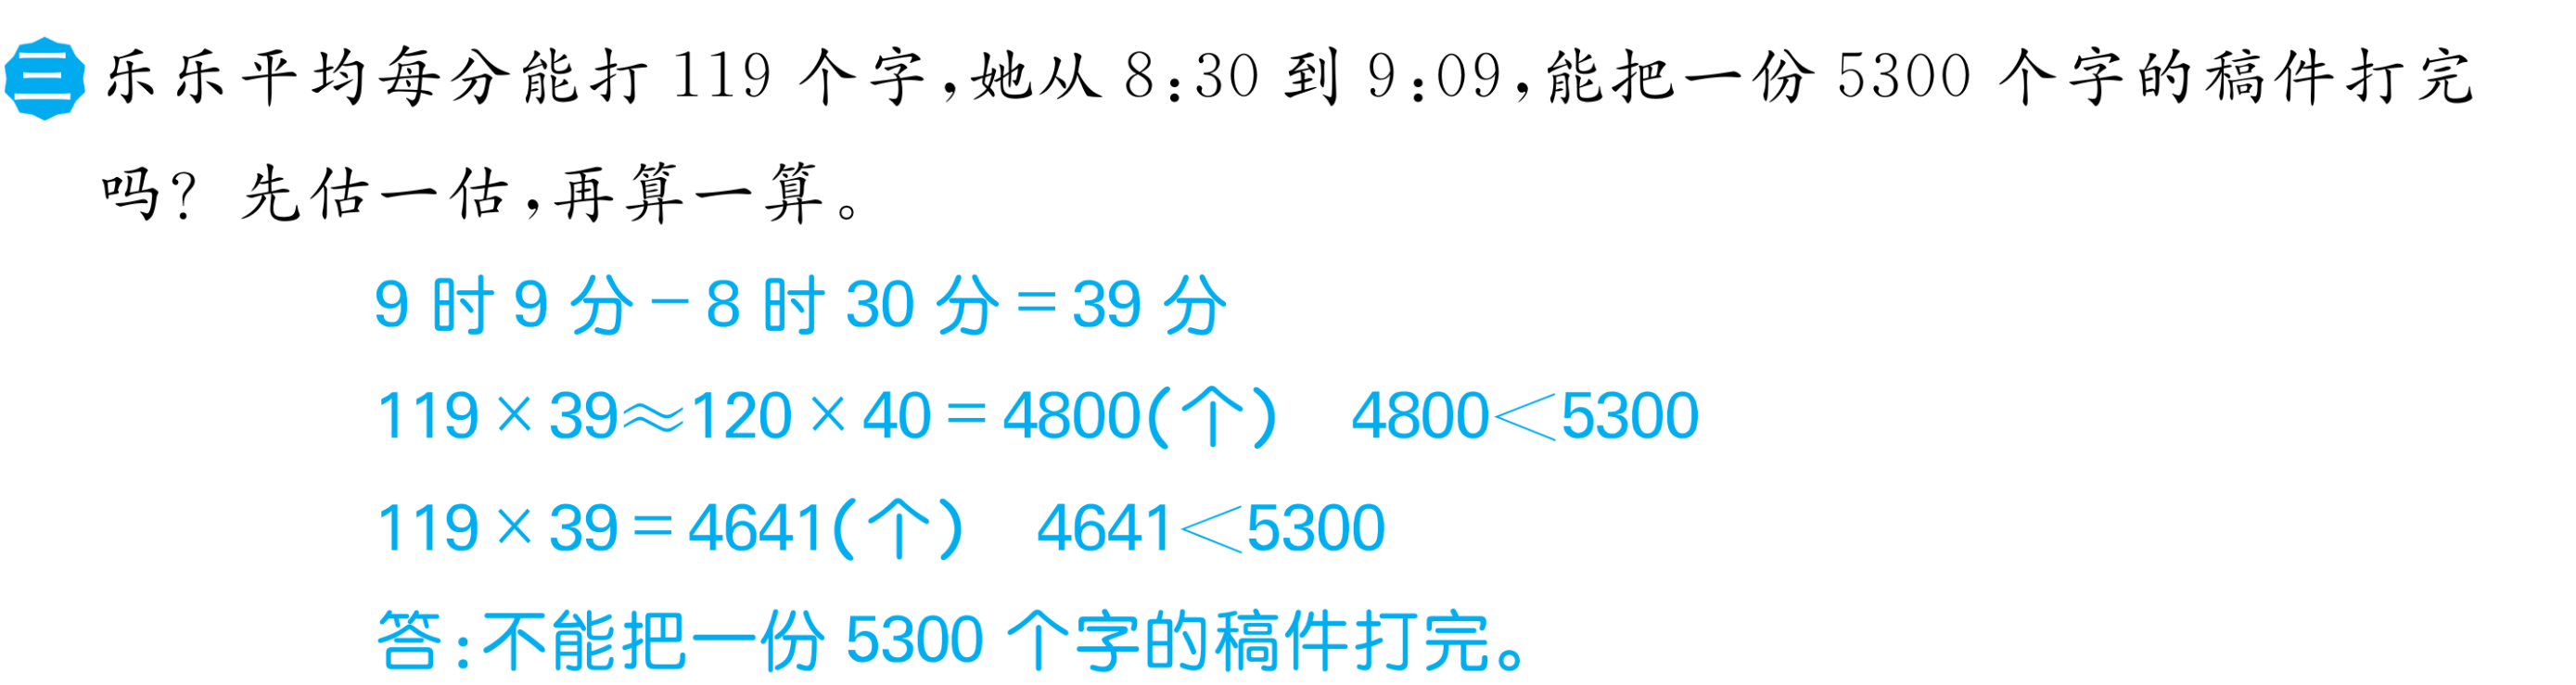 三 乐乐平均每分能打 119 个字,她从 8:30 到 9:09,能把一份 5300 个字的稿件打完
吗? 先估一估,再算一算。
9 时 9 分－8 时 30 分＝39 分
119×39≈120×40＝4800(个) 4800＜5300
119×39＝4641(个) 4641＜5300
答:不能把一份 5300 个字的稿件打完。